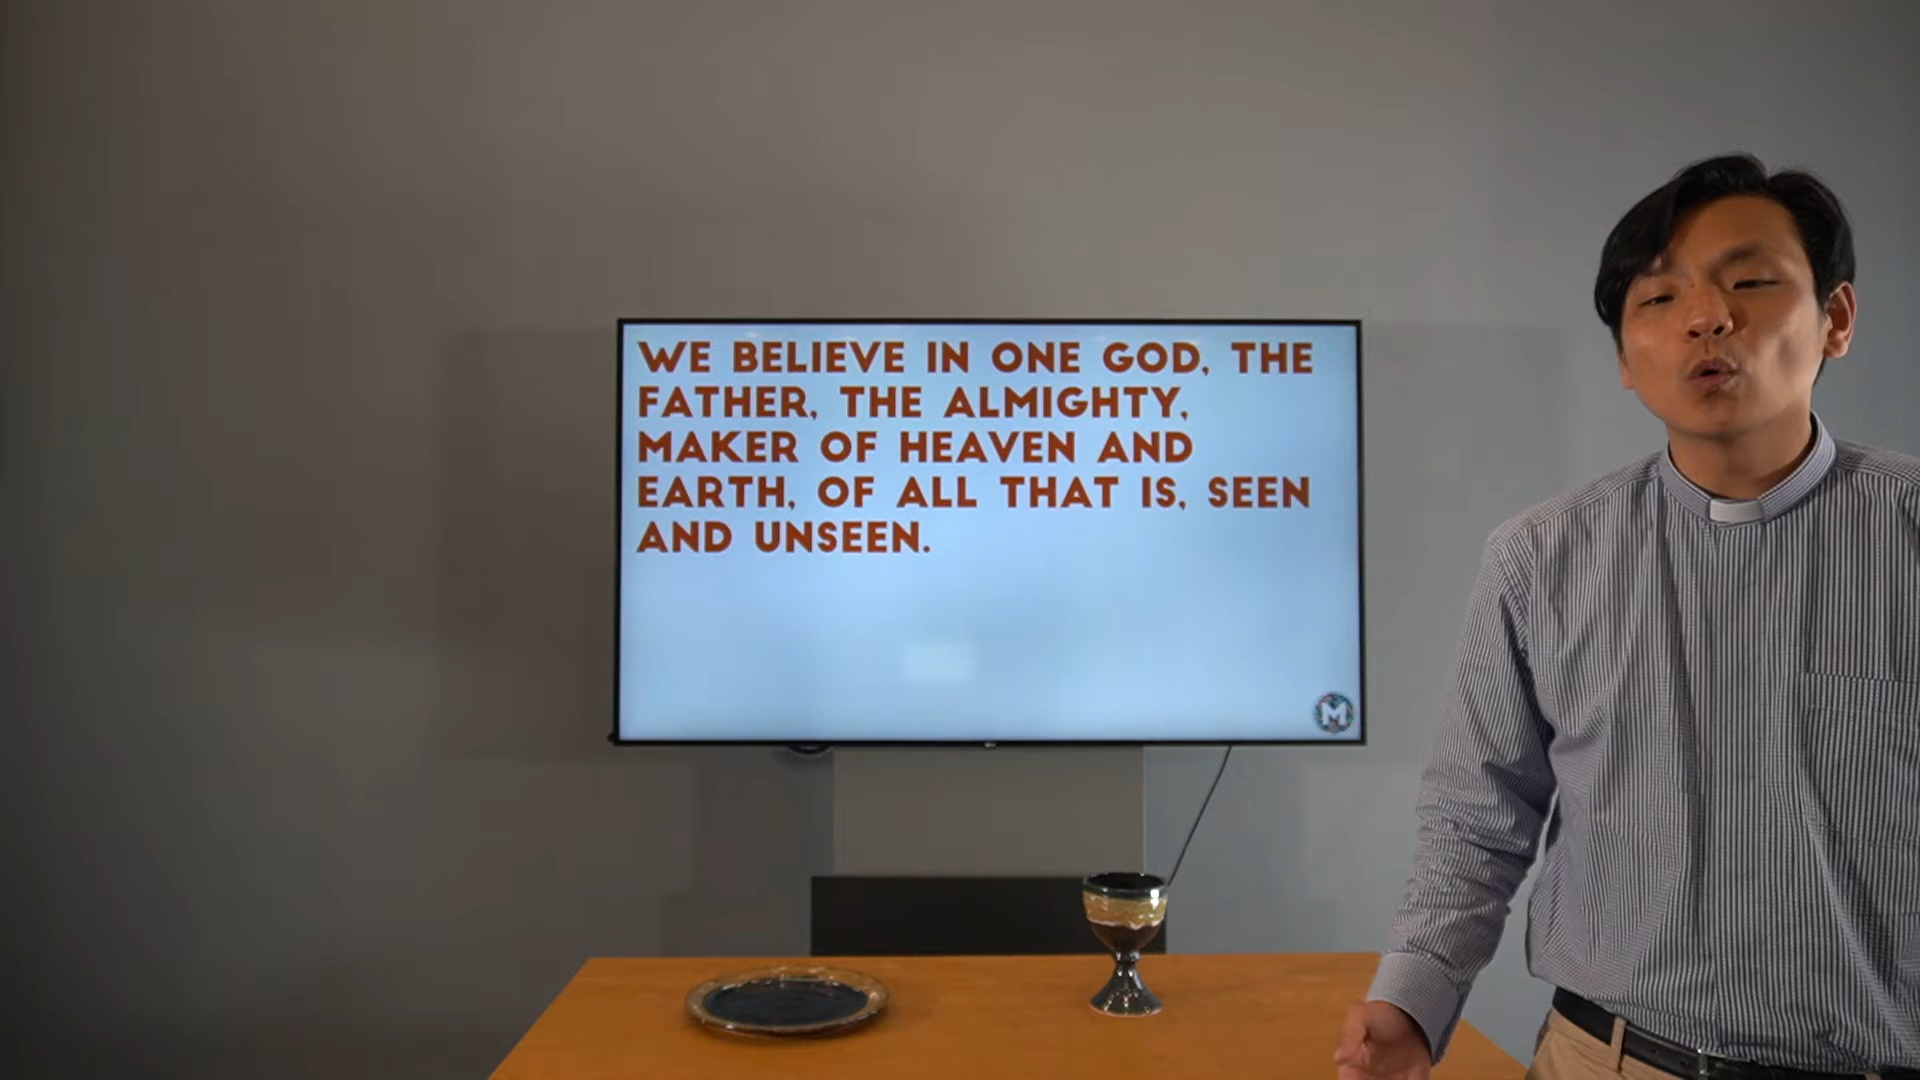 WE BELIEVE IN ONE GOD, THE
FATHER, THE ALMIGHTY,
MAKER OF HEAVEN AND
EARTH, OF ALL THAT IS, SEEN
AND UNSEEN.
M